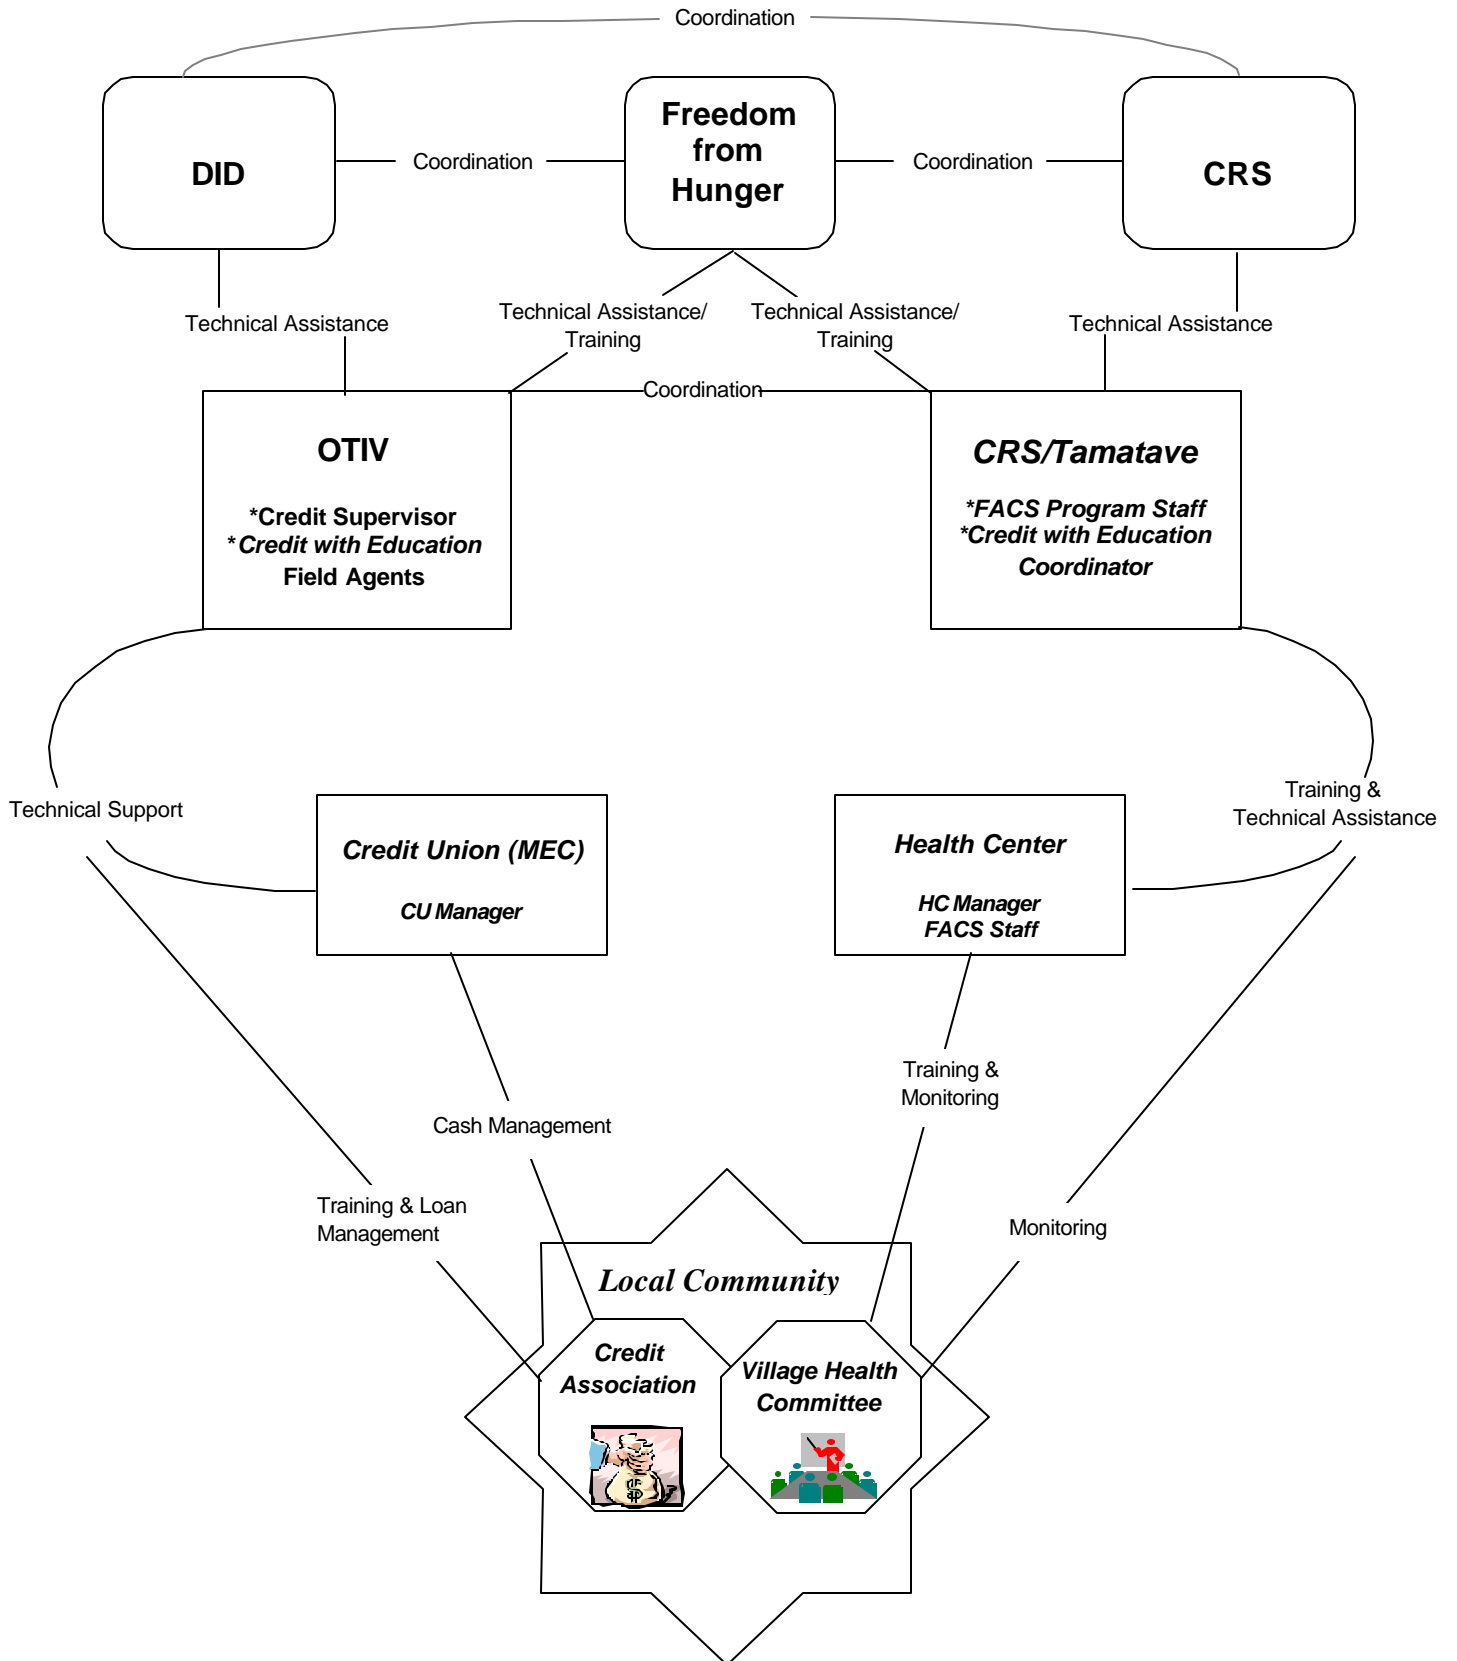 Coordination
DID
Coordination
Freedom
from
Hunger
Coordination
CRS
Technical Assistance
Technical Assistance/
Training
Technical Assistance/
Training
Technical Assistance
Coordination
OTIV
*Credit Supervisor
*Credit with Education
Field Agents
CRS/Tamatave
*FACS Program Staff
*Credit with Education
Coordinator
Technical Support
Credit Union (MEC)
CU Manager
Health Center
HC Manager
FACS Staff
Training &
Technical Assistance
Cash Management
Training &
Monitoring
Training & Loan
Management
Monitoring
Local Community
Credit
Association
Village Health
Committee
$